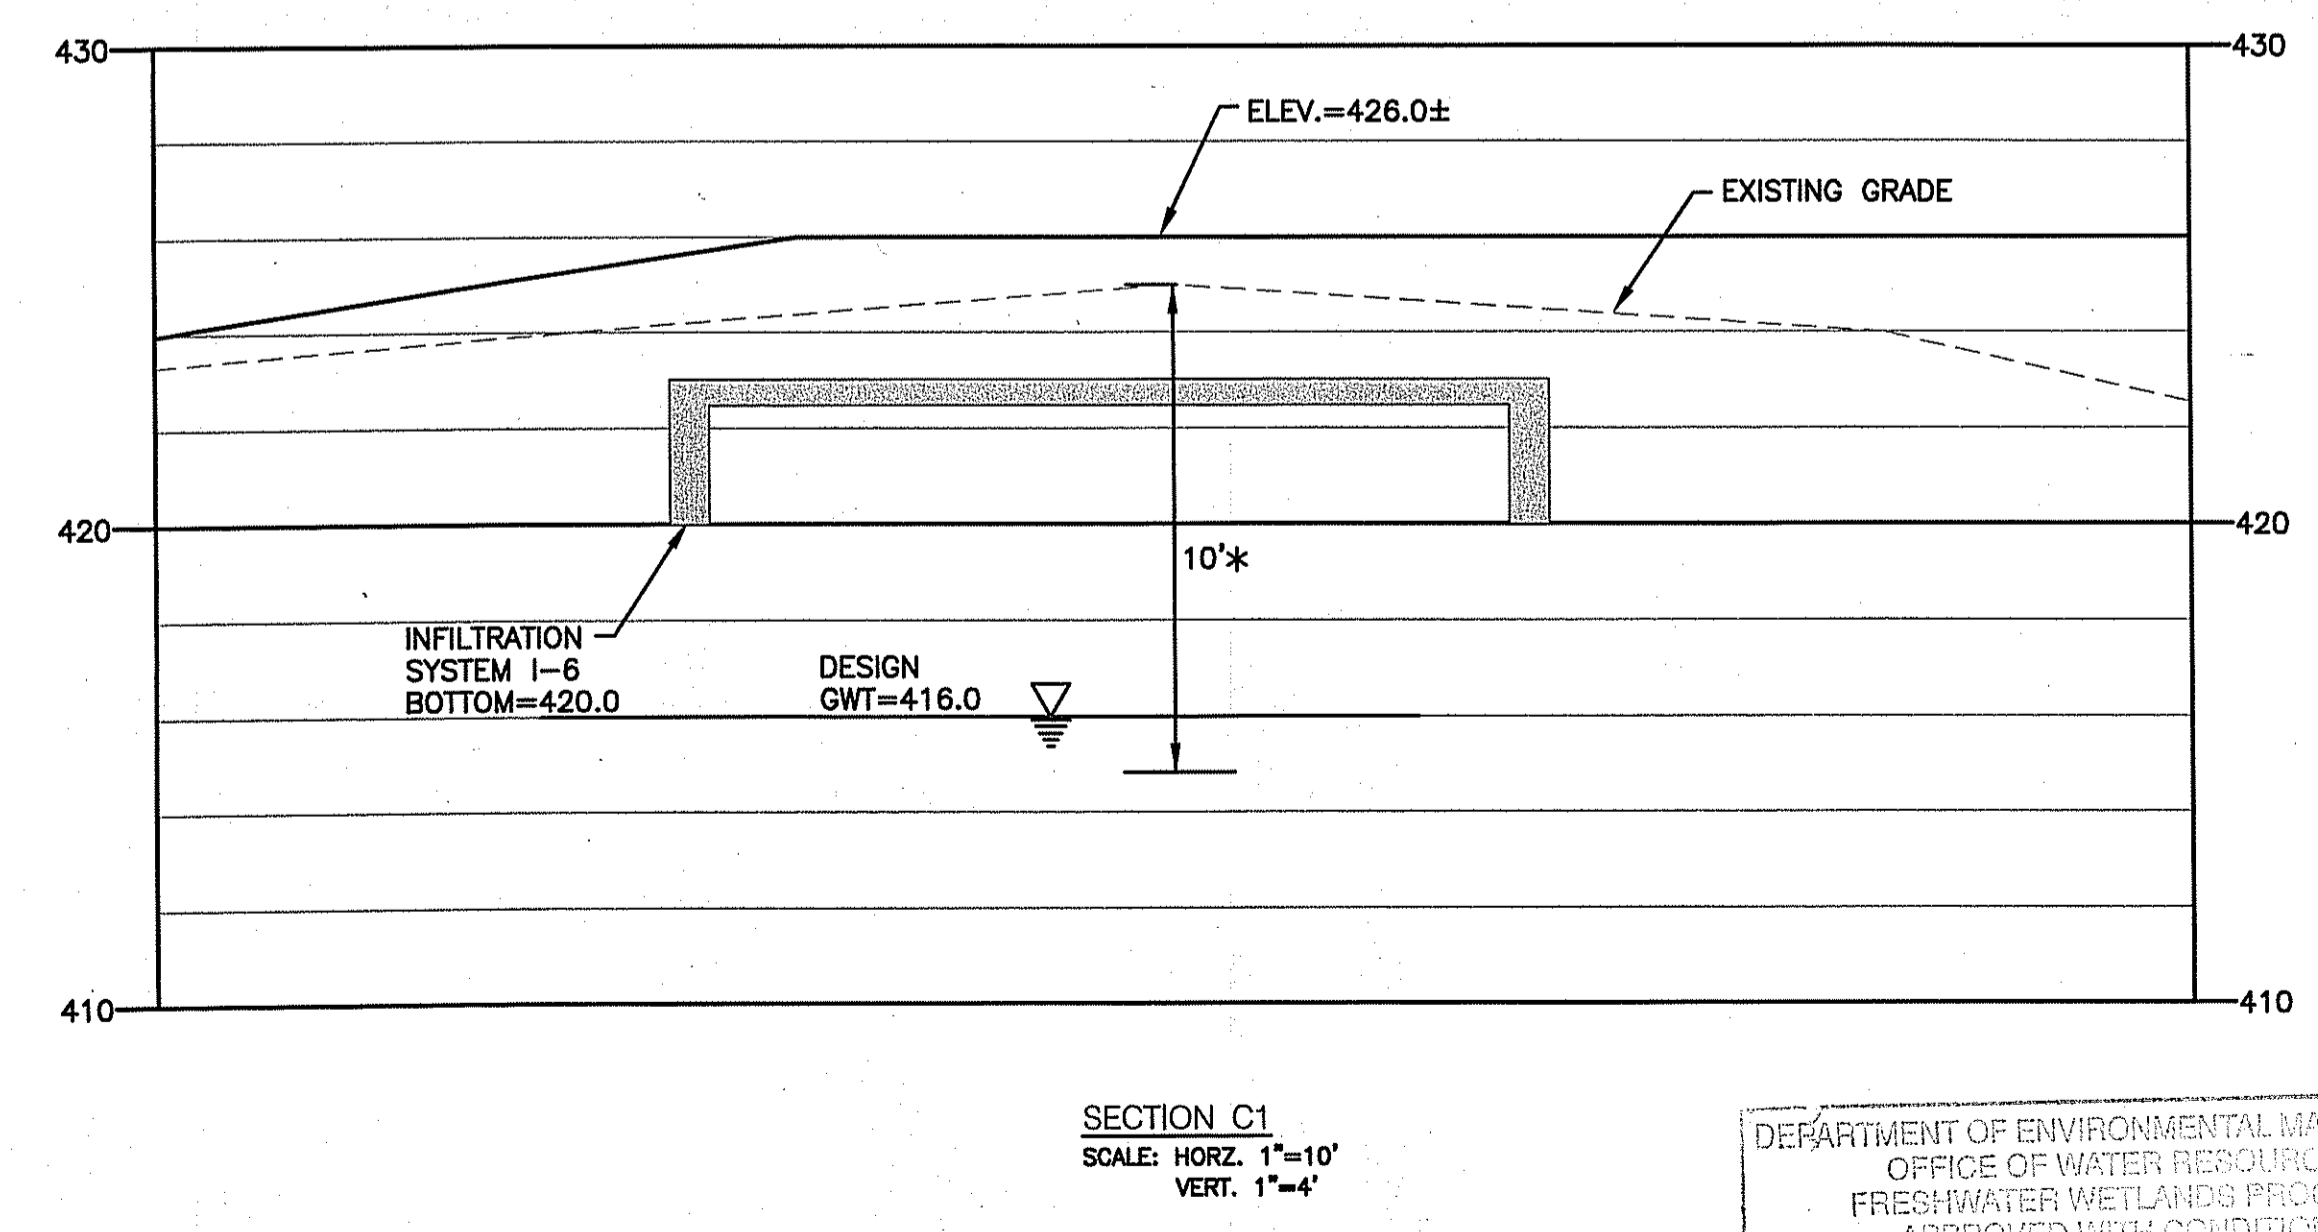 430
430
ELEV.=426.0±
EXISTING GRADE
420
420
10'*
INFILTRATION
SYSTEM I-6
BOTTOM=420.0
DESIGN
GWT=416.0
410
410
SECTION C1
SCALE: HORZ. 1"=10'
VERT. 1"=4'
DEPARTMENT OF ENVIRONMENTAL
OFFICE OF WATER
FRESHWATER WETLANDS
APPROVED WITH